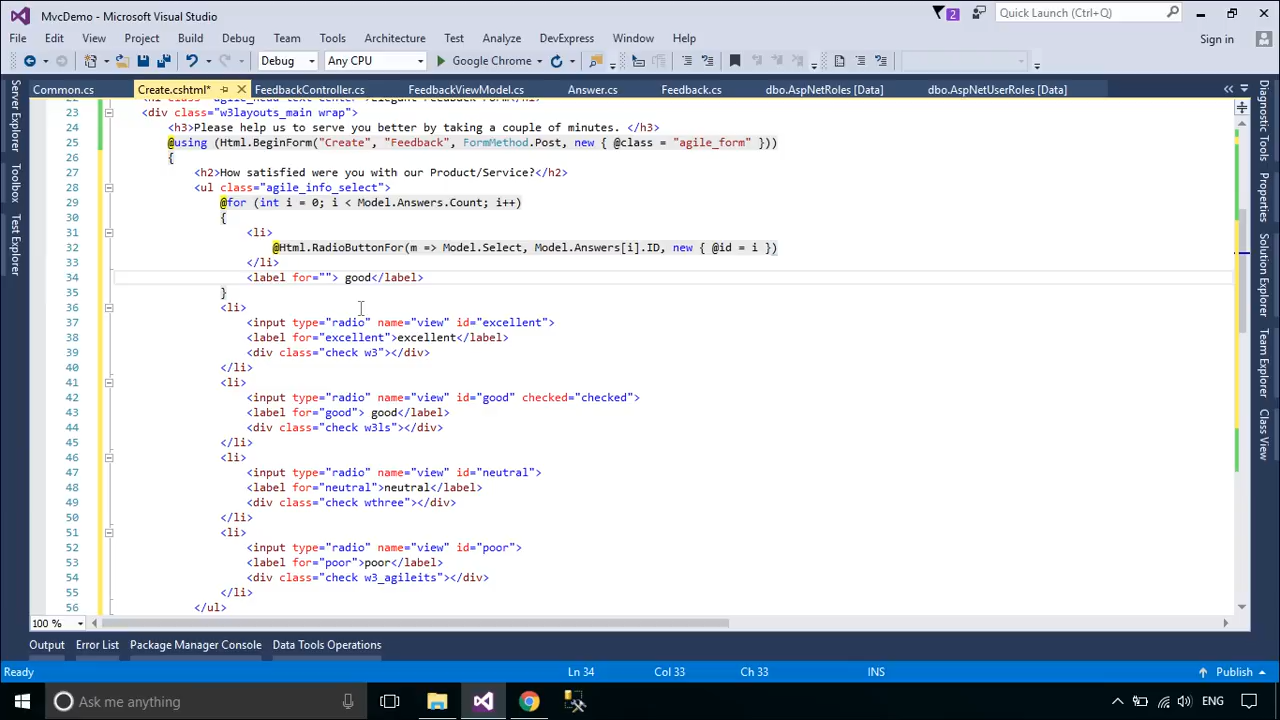 MvcDemo - Microsoft Visual Studio
2
Quick Launch (Ctrl+Q)
File Edit View Project Build Debug Team Tools Architecture Test Analyze DevExpress Window Help
Sign in
Debug Any CPU Google Chrome
Common.cs Create.cshtml* FeedbackController.cs FeedbackViewModel.cs Answer.cs Feedback.cs dbo.AspNetRoles [Data] dbo.AspNetUserRoles [Data]
Server Explorer
Test Explorer
Properties
Solution Explorer
Team Explorer
Class View
23 <div class="w3layouts_main wrap">
24 <h3>Please help us to serve you better by taking a couple of minutes. </h3>
25 @using (Html.BeginForm("Create", "Feedback", FormMethod.Post, new { @class = "agile_form" }))
26 {
27 <h2>How satisfied were you with our Product/Service?</h2>
28 <ul class="agile_info_select">
29 @for (int i = 0; i < Model.Answers.Count; i++)
30 {
31 <li>
32 @Html.RadioButtonFor(m => Model.Select, Model.Answers[i].ID, new { @id = i })
33 </li>
34 <label for=""> good</label>
35 }
36 <li>
37 <input type="radio" name="view" id="excellent">
38 <label for="excellent">excellent</label>
39 <div class="check w3"></div>
40 </li>
41 <li>
42 <input type="radio" name="view" id="good" checked="checked">
43 <label for="good"> good</label>
44 <div class="check w3ls"></div>
45 </li>
46 <li>
47 <input type="radio" name="view" id="neutral">
48 <label for="neutral">neutral</label>
49 <div class="check wthree"></div>
50 </li>
51 <li>
52 <input type="radio" name="view" id="poor">
53 <label for="poor">poor</label>
54 <div class="check w3_agileits"></div>
55 </li>
56 </ul>
100 %
Output Error List Package Manager Console Data Tools Operations
Ready Ln 34 Col 33 Ch 33 INS Publish
Ask me anything ENG